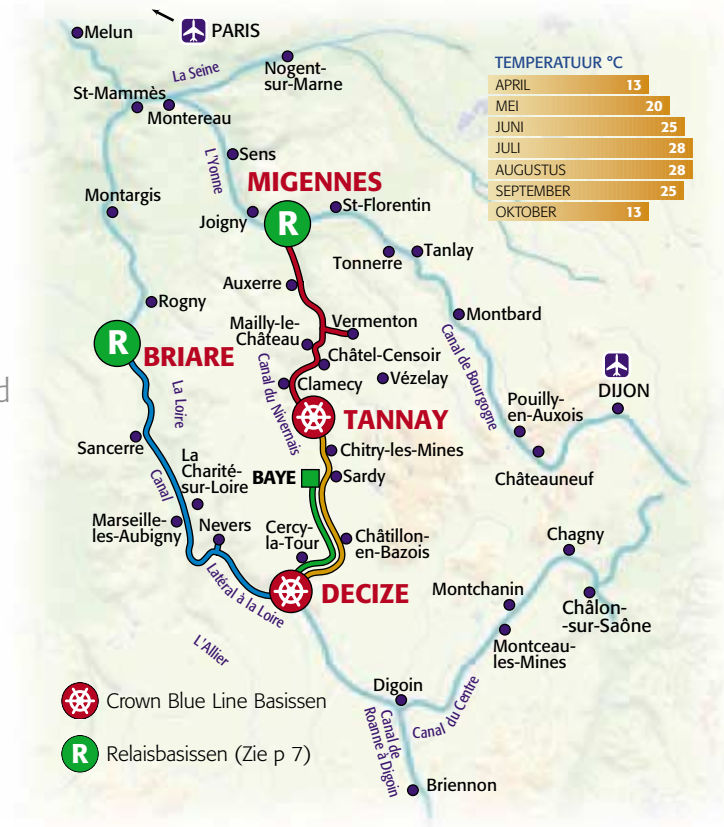 Melun
PARIS
La Seine
Nogent-
sur-Marne
St-Mammès
Montereau
TEMPERATUUR °C
APRIL 13
MEI 20
JUNI 25
JULI 28
AUGUSTUS 28
SEPTEMBER 25
OKTOBER 13
Sens
L'Yonne
MIGENNES
Montargis
Joigny
R
St-Florentin
Tonnerre
Tanlay
Auxerre
Rogny
Mailly-le-
Château
Vermenton
Montbard
R
BRIARE
Châtel-Censoir
Canal de Bourgogne
d
La Loire
Canal du Nivernais
Clamecy
Vézelay
DIJON
Pouilly-
en-Auxois
TANNAY
Sancerre
Chitry-les-Mines
Châteauneuf
La
Charité-
sur-Loire
BAYE
Sardy
Canal
Latéral à la Loire
Marseille-
les-Aubigny
Nevers
Cercy-
la-Tour
Châtillon-
en-Bazois
Chagny
DECIZE
Montchanin
Châlon-
-sur-Saône
L'Allier
Montceau-
les-Mines
Digoin
Canal du Centre
Canal de
Roanne à Digoin
Briennon
Crown Blue Line Basissen
R Relaisbasissen (Zie p 7)